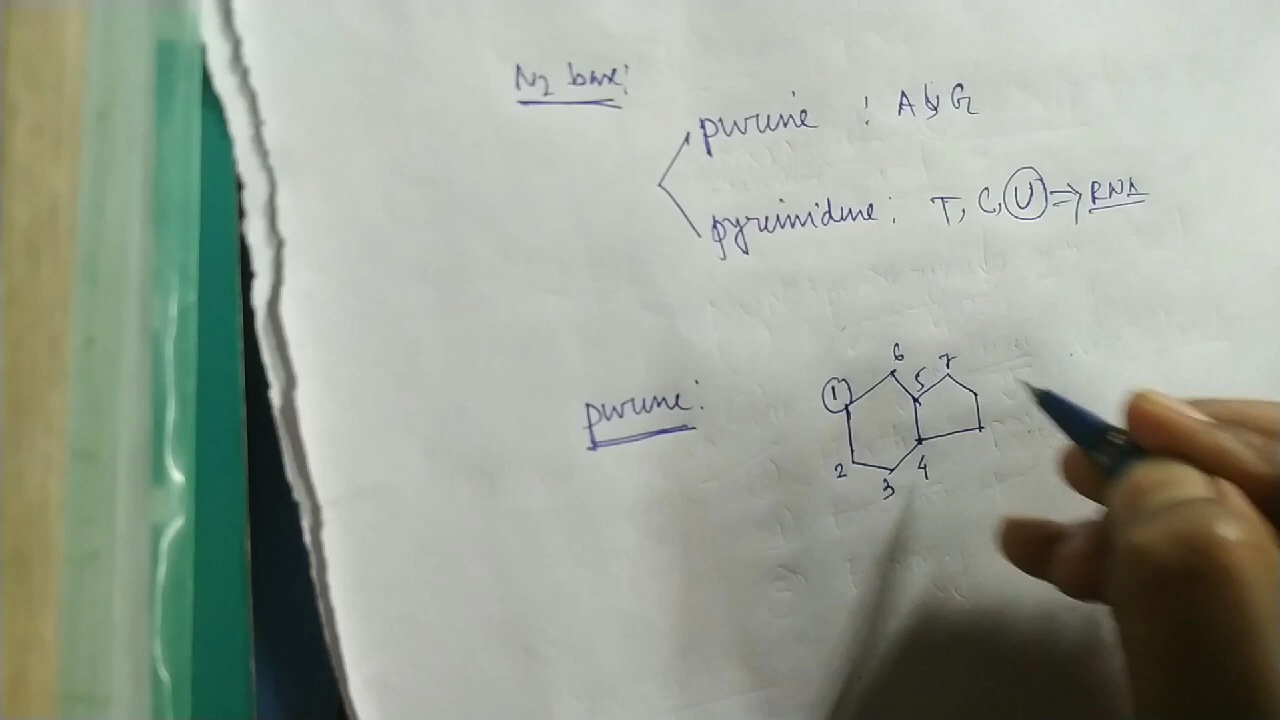 N2 base:
purine : A & G
pyrimidine: T, C, U ⇒ RNA
purine:
6 7
1 5
2 4
3